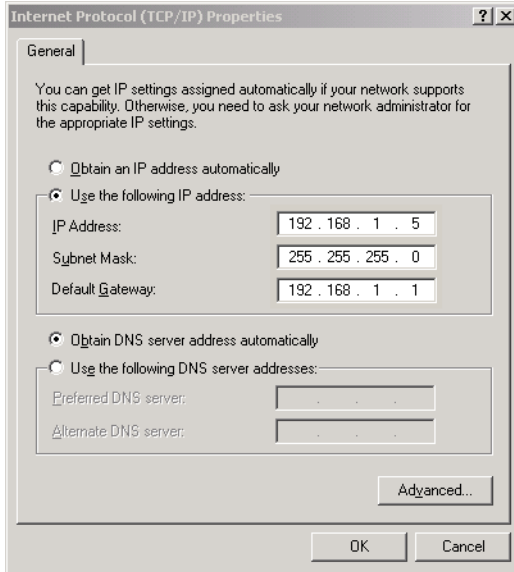 Internet Protocol (TCP/IP) Properties
? X
General
You can get IP settings assigned automatically if your network supports
this capability. Otherwise, you need to ask your network administrator for
the appropriate IP settings.
Obtain an IP address automatically
Use the following IP address:
IP Address: 192 . 168 . 1 . 5
Subnet Mask: 255 . 255 . 255 . 0
Default Gateway: 192 . 168 . 1 . 1
Obtain DNS server address automatically
Use the following DNS server addresses:
Preferred DNS server: . . .
Alternate DNS server: . . .
Advanced...
OK Cancel